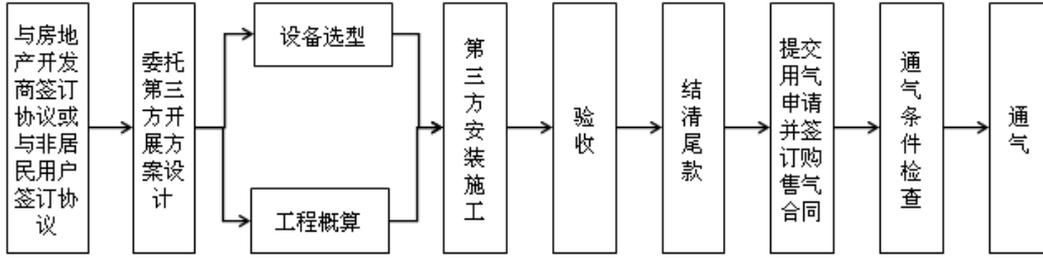 与房地
产开发
商签订
协议或
与非居
民用户
签订协
议
委托
第三
方开
展方
案设
计
设备选型
工程概算
第三方安装施工
验收
结清尾款
提交
用气
申请
并签
订购
售气
合同
通气条件检查
通气